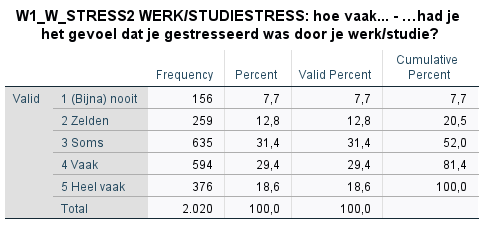 W1_W_STRESS2 WERK/STUDIESTRESS: hoe vaak... - …had je
het gevoel dat je gestresseerd was door je werk/studie?
Frequency Percent Valid Percent Cumulative Percent
Valid 1 (Bijna) nooit 156 7,7 7,7 7,7
2 Zelden 259 12,8 12,8 20,5
3 Soms 635 31,4 31,4 52,0
4 Vaak 594 29,4 29,4 81,4
5 Heel vaak 376 18,6 18,6 100,0
Total 2.020 100,0 100,0